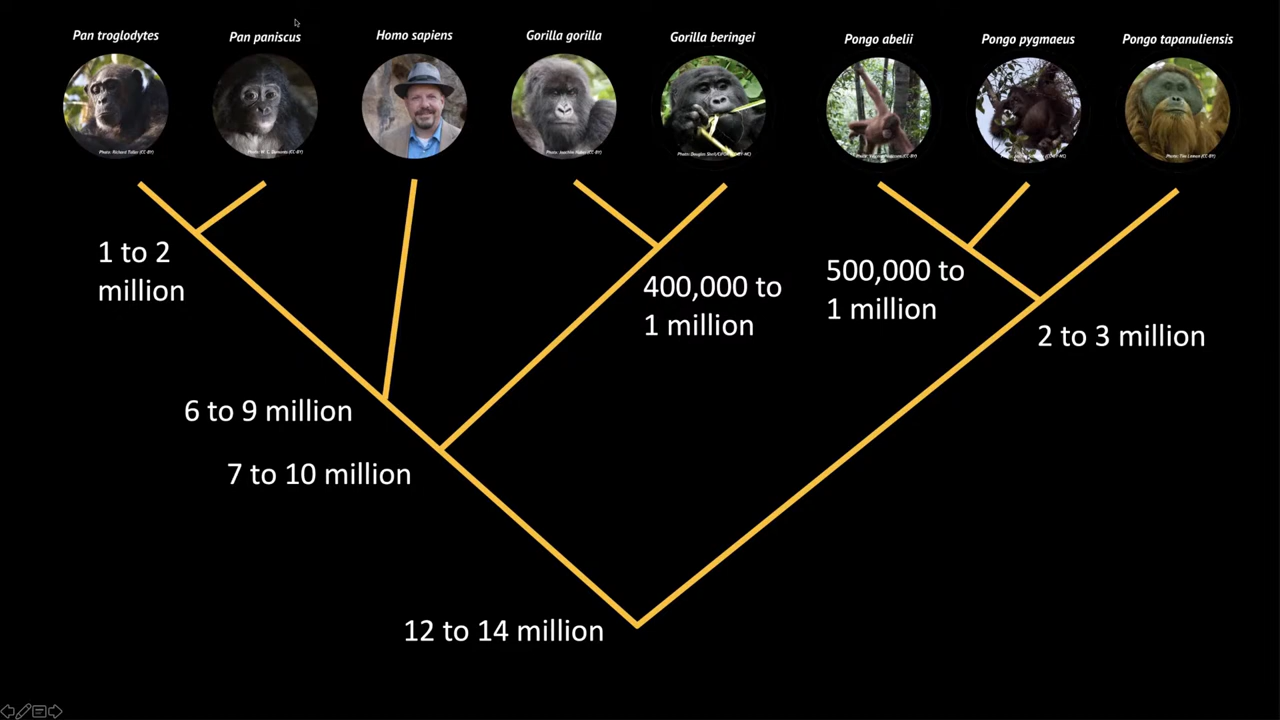 Pan troglodytes
Pan paniscus
Homo sapiens
Gorilla gorilla
Gorilla beringei
Pongo abelii
Pongo pygmaeus
Pongo tapanuliensis
1 to 2
million
400,000 to
1 million
500,000 to
1 million
2 to 3 million
6 to 9 million
7 to 10 million
12 to 14 million